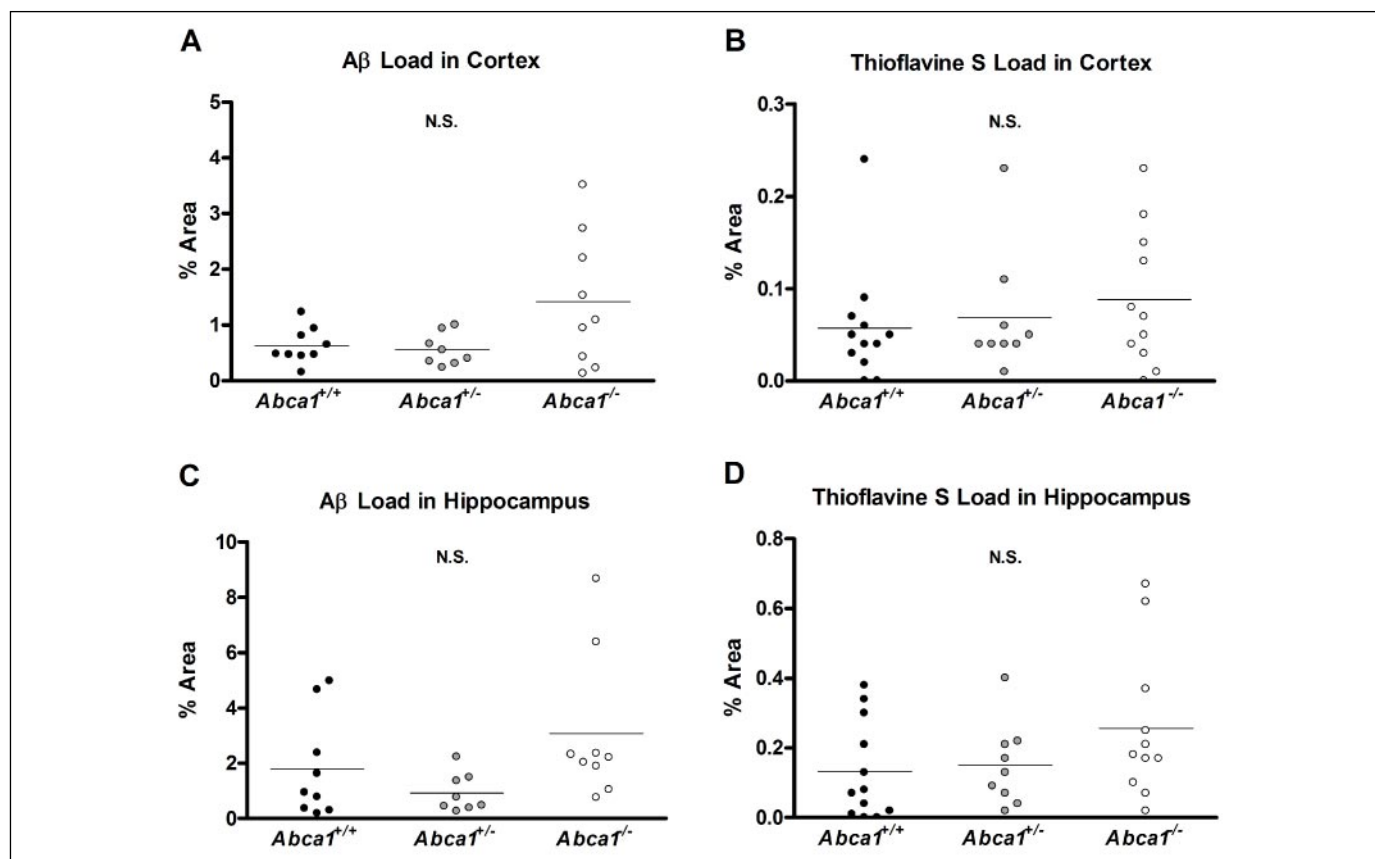 A
Aβ Load in Cortex
N.S.
% Area
5
4
3
2
1
0
Abca1+/+ Abca1+/- Abca1-/-
B
Thioflavine S Load in Cortex
N.S.
% Area
0.3
0.2
0.1
0.0
Abca1+/+ Abca1+/- Abca1-/-
C
Aβ Load in Hippocampus
N.S.
% Area
10
8
6
4
2
0
Abca1+/+ Abca1+/- Abca1-/-
D
Thioflavine S Load in Hippocampus
N.S.
% Area
0.8
0.6
0.4
0.2
0.0
Abca1+/+ Abca1+/- Abca1-/-